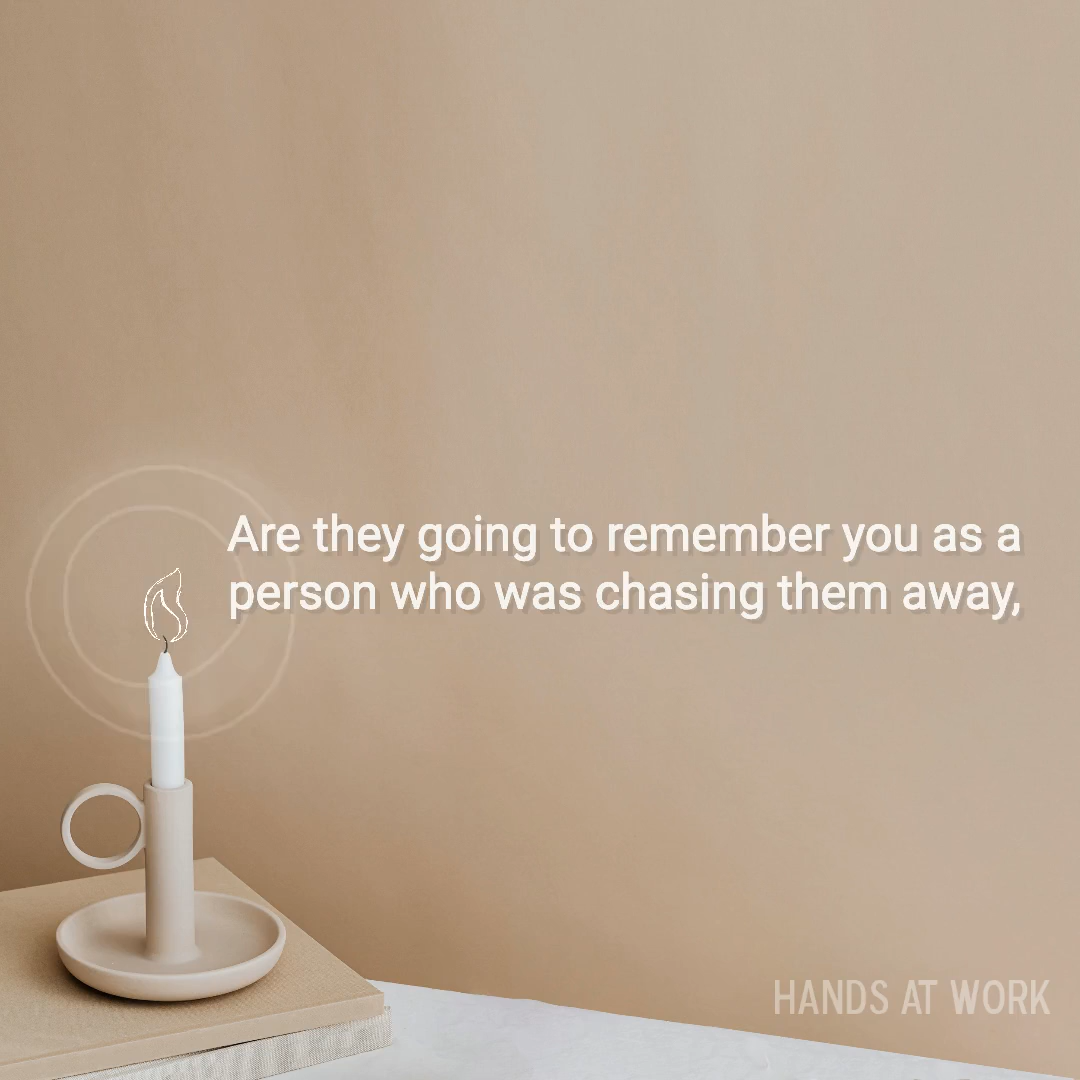 Are they going to remember you as a
person who was chasing them away,
HANDS AT WORK